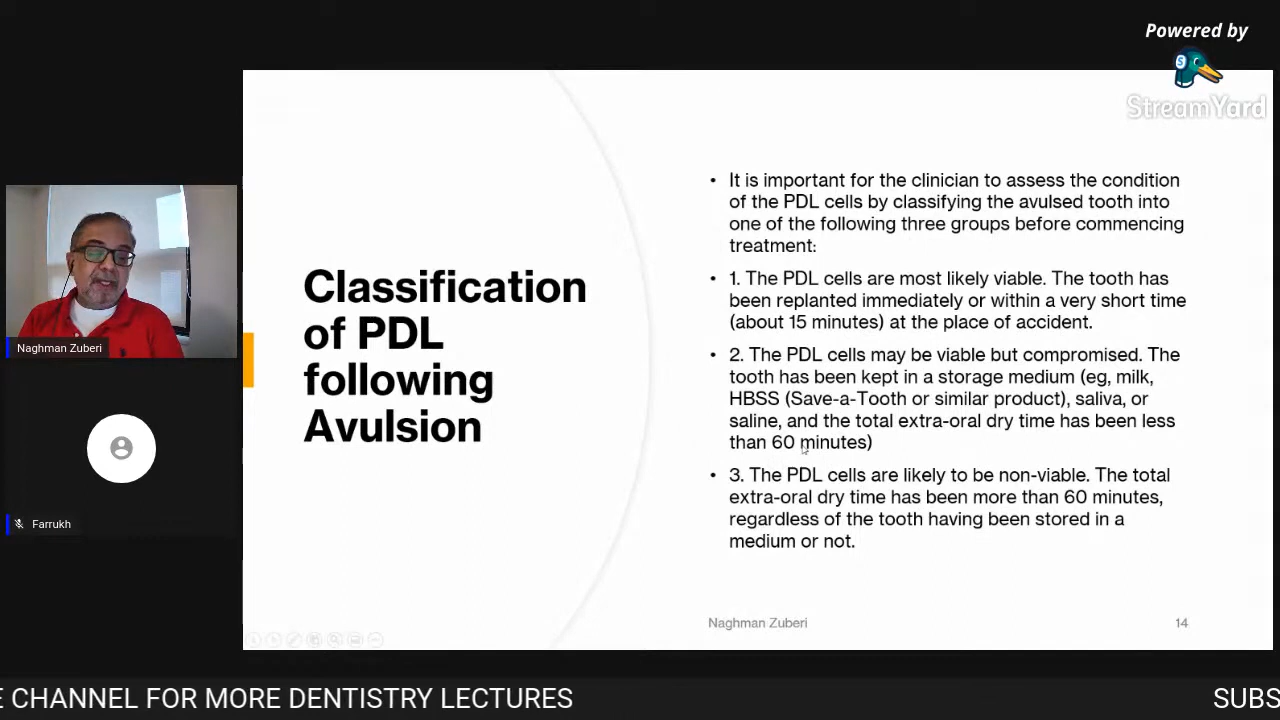 Powered by
StreamYard
Classification
of PDL
following
Avulsion
• It is important for the clinician to assess the condition
of the PDL cells by classifying the avulsed tooth into
one of the following three groups before commencing
treatment:
• 1. The PDL cells are most likely viable. The tooth has
been replanted immediately or within a very short time
(about 15 minutes) at the place of accident.
• 2. The PDL cells may be viable but compromised. The
tooth has been kept in a storage medium (eg, milk,
HBSS (Save-a-Tooth or similar product), saliva, or
saline, and the total extra-oral dry time has been less
than 60 minutes)
• 3. The PDL cells are likely to be non-viable. The total
extra-oral dry time has been more than 60 minutes,
regardless of the tooth having been stored in a
medium or not.
Naghman Zuberi
14
Naghman Zuberi
Farrukh
E CHANNEL FOR MORE DENTISTRY LECTURES
SUBS